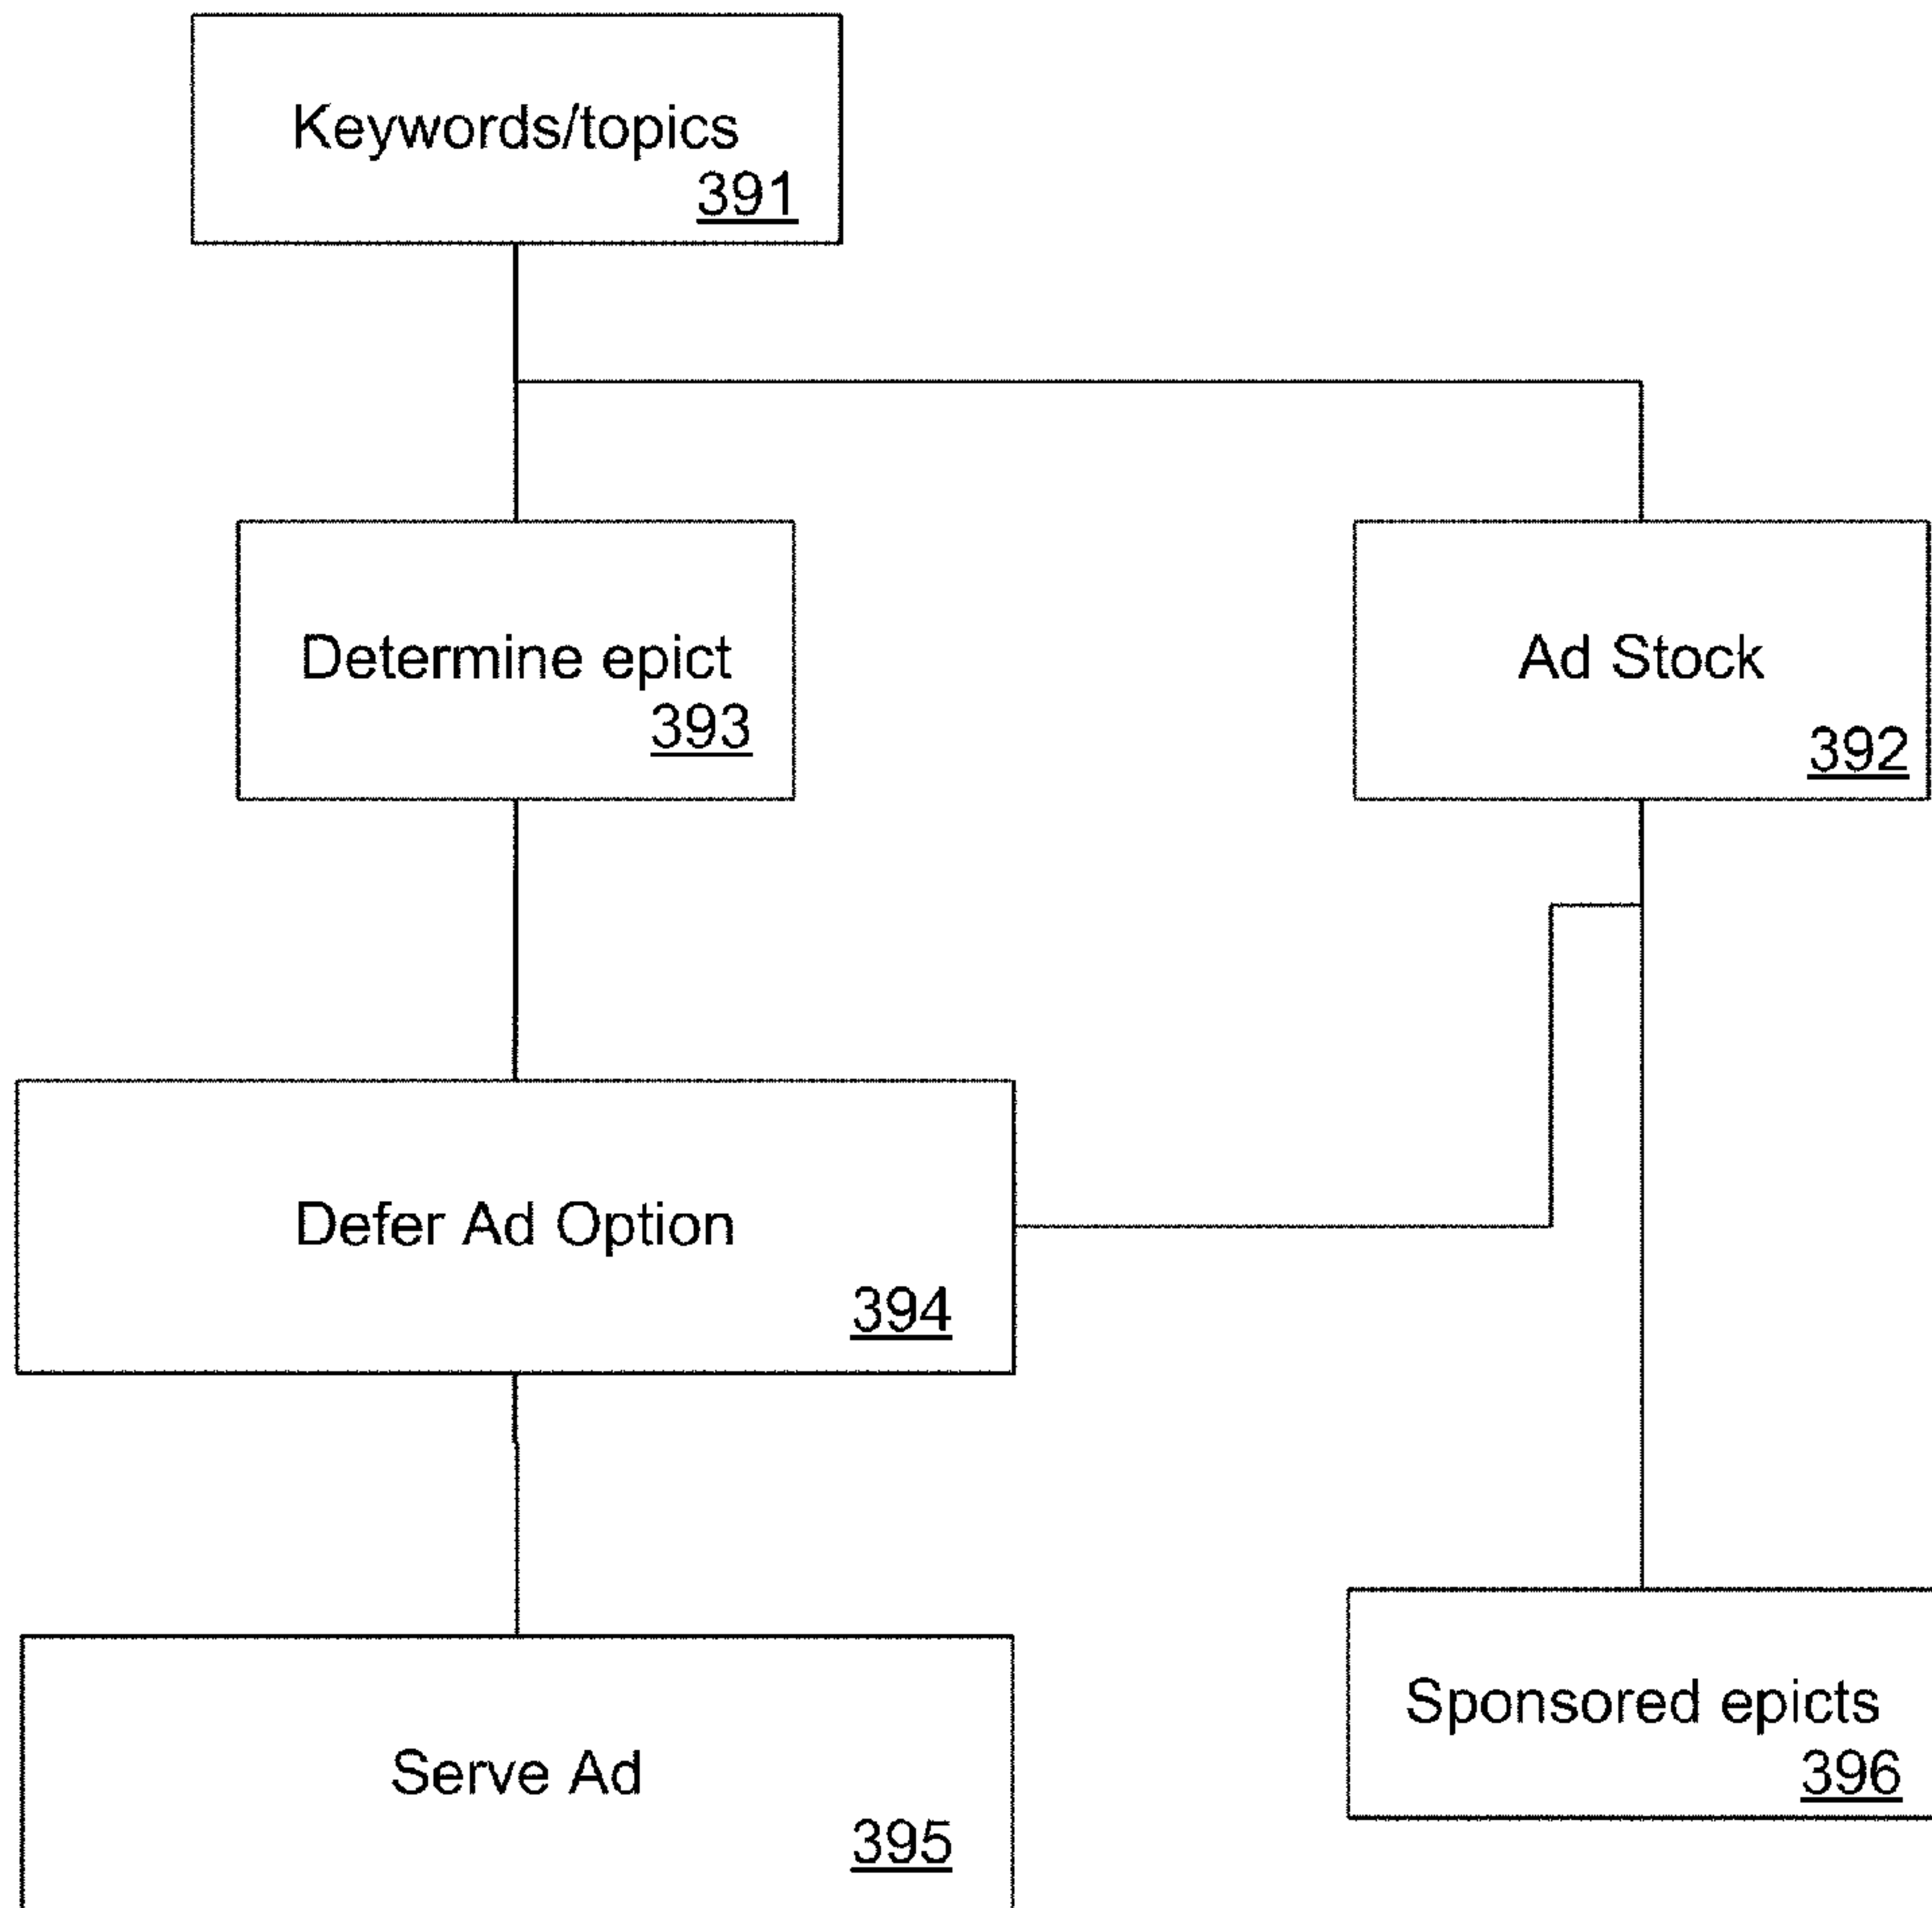 Keywords/topics
391
Determine epict
393
Ad Stock
392
Defer Ad Option
394
Sponsored epicts
396
Serve Ad
395